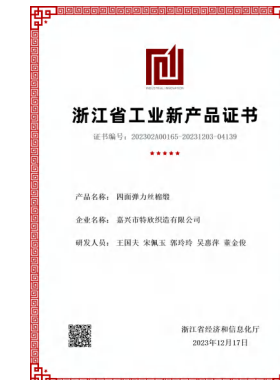 浙江省工业新产品证书
证书编号：202302A00165-20231203-04139
★★★★★
产品名称：四面弹力丝棉缎
企业名称：嘉兴市特欣织造有限公司
研发人员：王国夫 宋佩玉 郭玲玲 吴惠萍 董金俊
浙江省经济和信息化厅
2023年12月17日